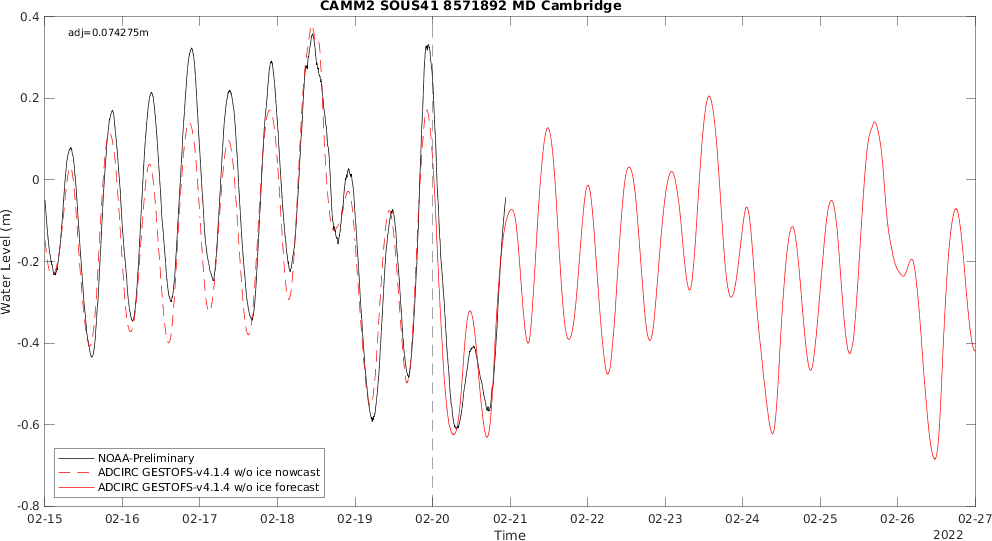 CAMM2 SOUS41 8571892 MD Cambridge
adj=0.074275m
0.4
0.2
0
-0.2
-0.4
-0.6
-0.8
Water Level (m)
NOAA-Preliminary
ADCIRC GESTOFS-v4.1.4 w/o ice nowcast
ADCIRC GESTOFS-v4.1.4 w/o ice forecast
02-15 02-16 02-17 02-18 02-19 02-20 02-21 02-22 02-23 02-24 02-25 02-26 02-27
Time
2022